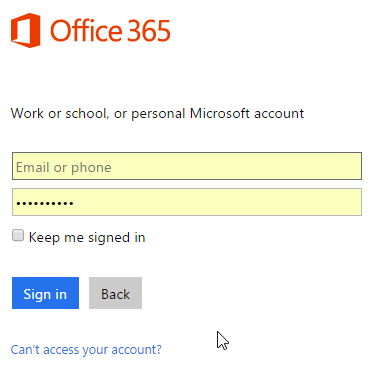 Office 365
Work or school, or personal Microsoft account
Email or phone
••••••••••
Keep me signed in
Sign in
Back
Can't access your account?